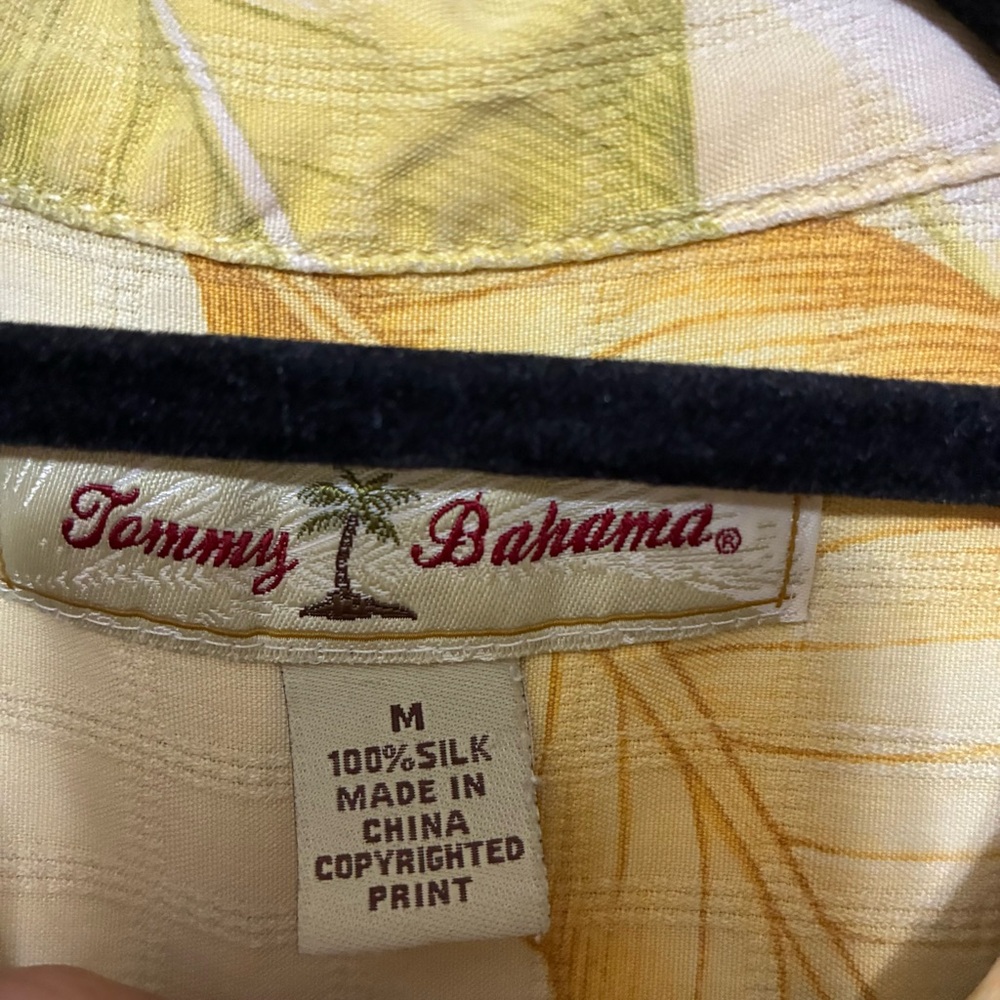 Tommy Bahama®
M
100% SILK
MADE IN
CHINA
COPYRIGHTED
PRINT